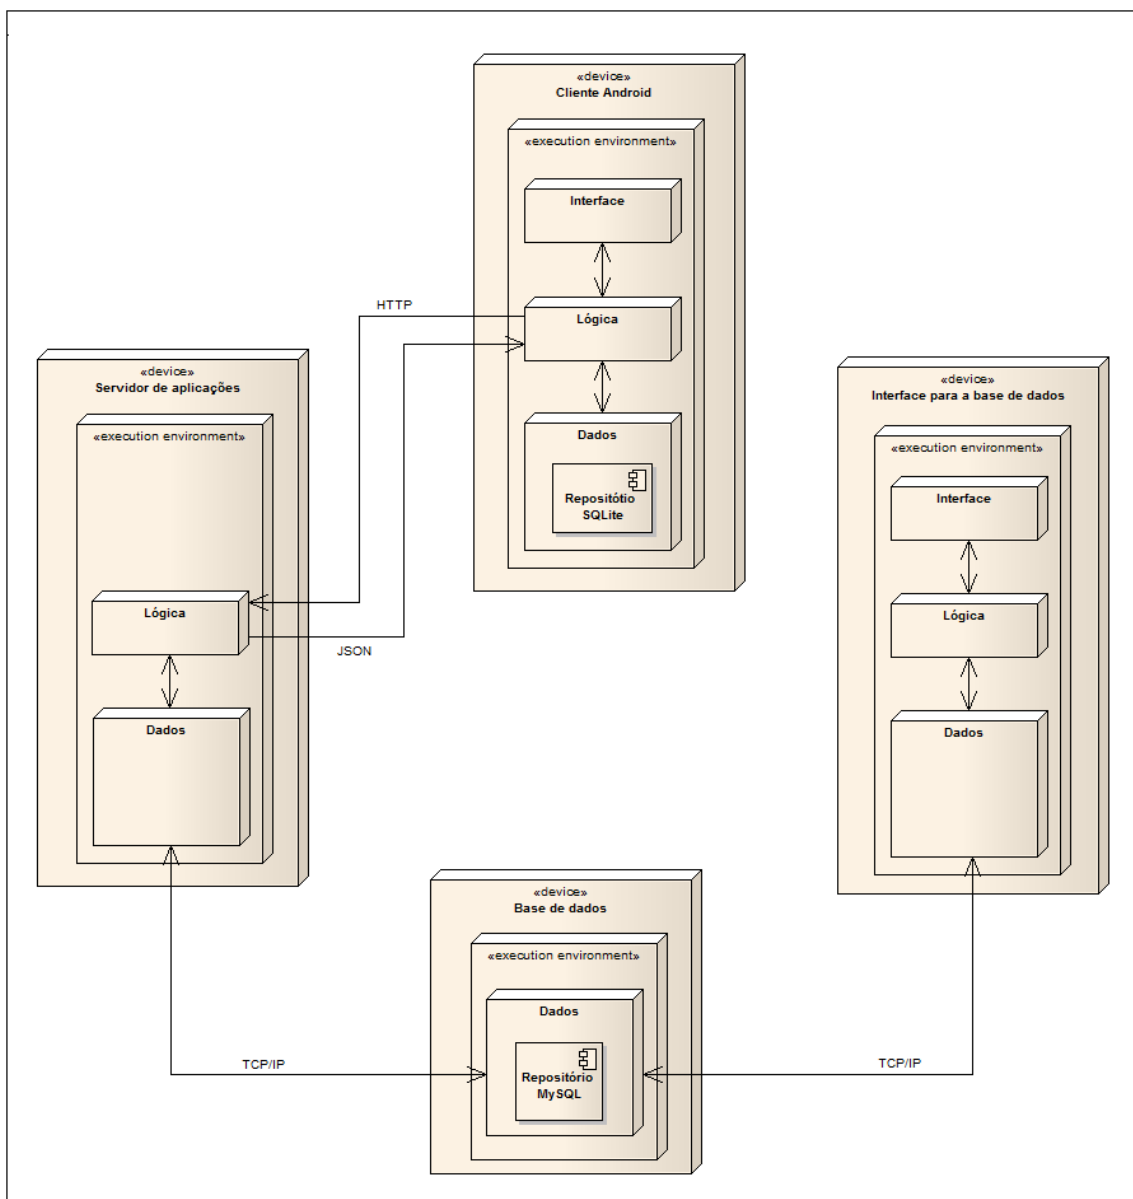 «device»
Cliente Android
«execution environment»
Interface
Lógica
Dados
Repositótio
SQLite
HTTP
JSON
«device»
Servidor de aplicações
«execution environment»
Lógica
Dados
«device»
Interface para a base de dados
«execution environment»
Interface
Lógica
Dados
«device»
Base de dados
«execution environment»
Dados
Repositório
MySQL
TCP/IP
TCP/IP